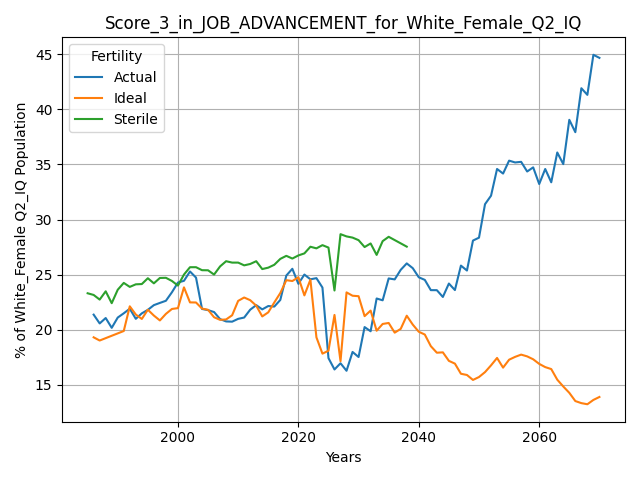 Score_3_in_JOB_ADVANCEMENT_for_White_Female_Q2_IQ
Fertility
Actual
Ideal
Sterile
% of White_Female Q2_IQ Population
45
40
35
30
25
20
15
2000
2020
2040
2060
Years